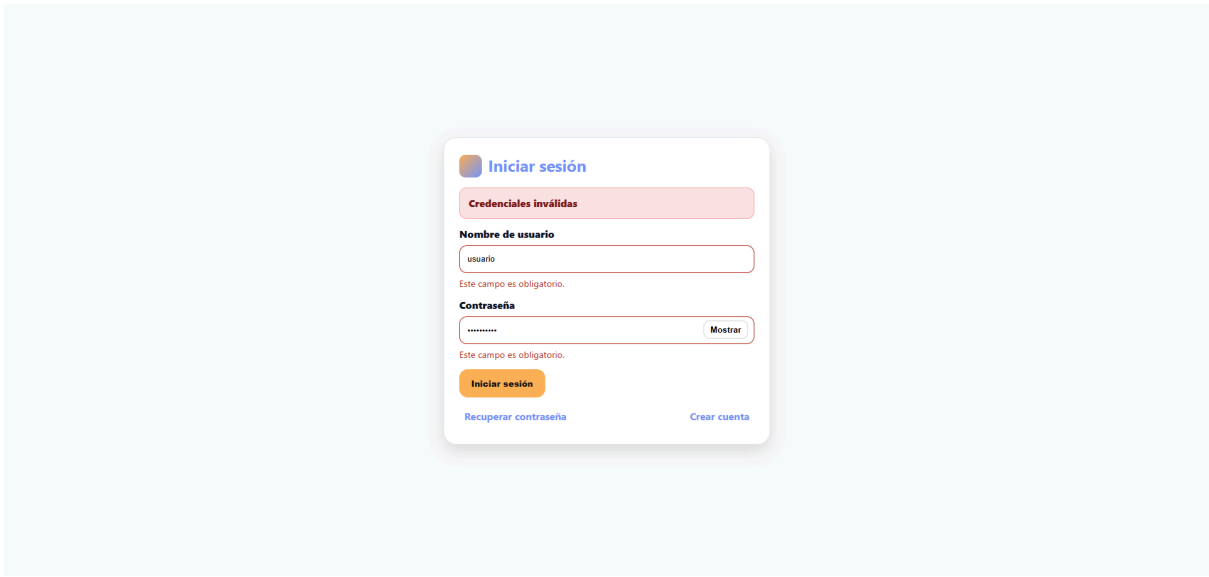 Iniciar sesión
Credenciales inválidas
Nombre de usuario
usuario
Este campo es obligatorio.
Contraseña
•••••••••• Mostrar
Este campo es obligatorio.
Iniciar sesión
Recuperar contraseña Crear cuenta